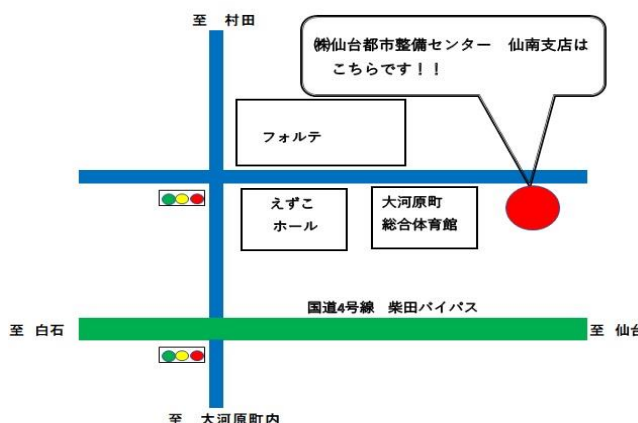 至　村田
㈱仙台都市整備センター　仙南支店は
こちらです！！
フォルテ
えずこ
ホール
大河原町
総合体育館
国道4号線　柴田バイパス
至　白石
至　仙台
至　大河原町内